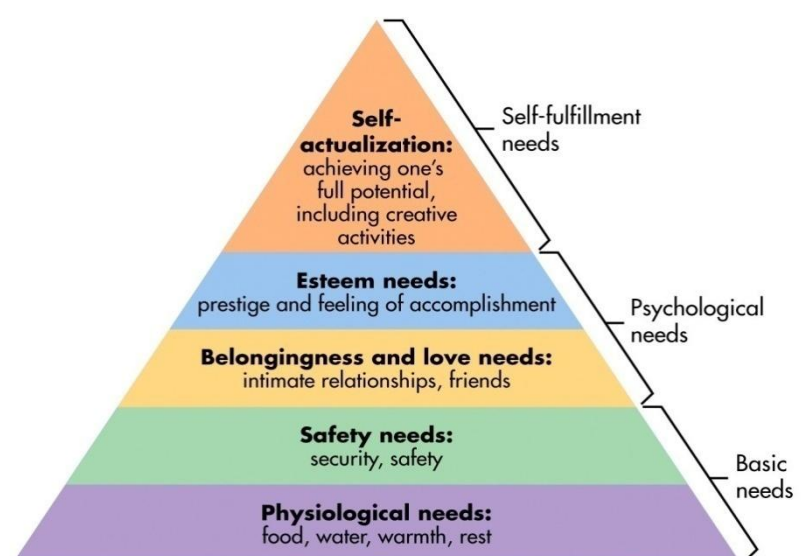 Self-
actualization:
achieving one's
full potential,
including creative
activities
Self-fulfillment
needs
Esteem needs:
prestige and feeling of accomplishment
Psychological
needs
Belongingness and love needs:
intimate relationships, friends
Safety needs:
security, safety
Basic
needs
Physiological needs:
food, water, warmth, rest